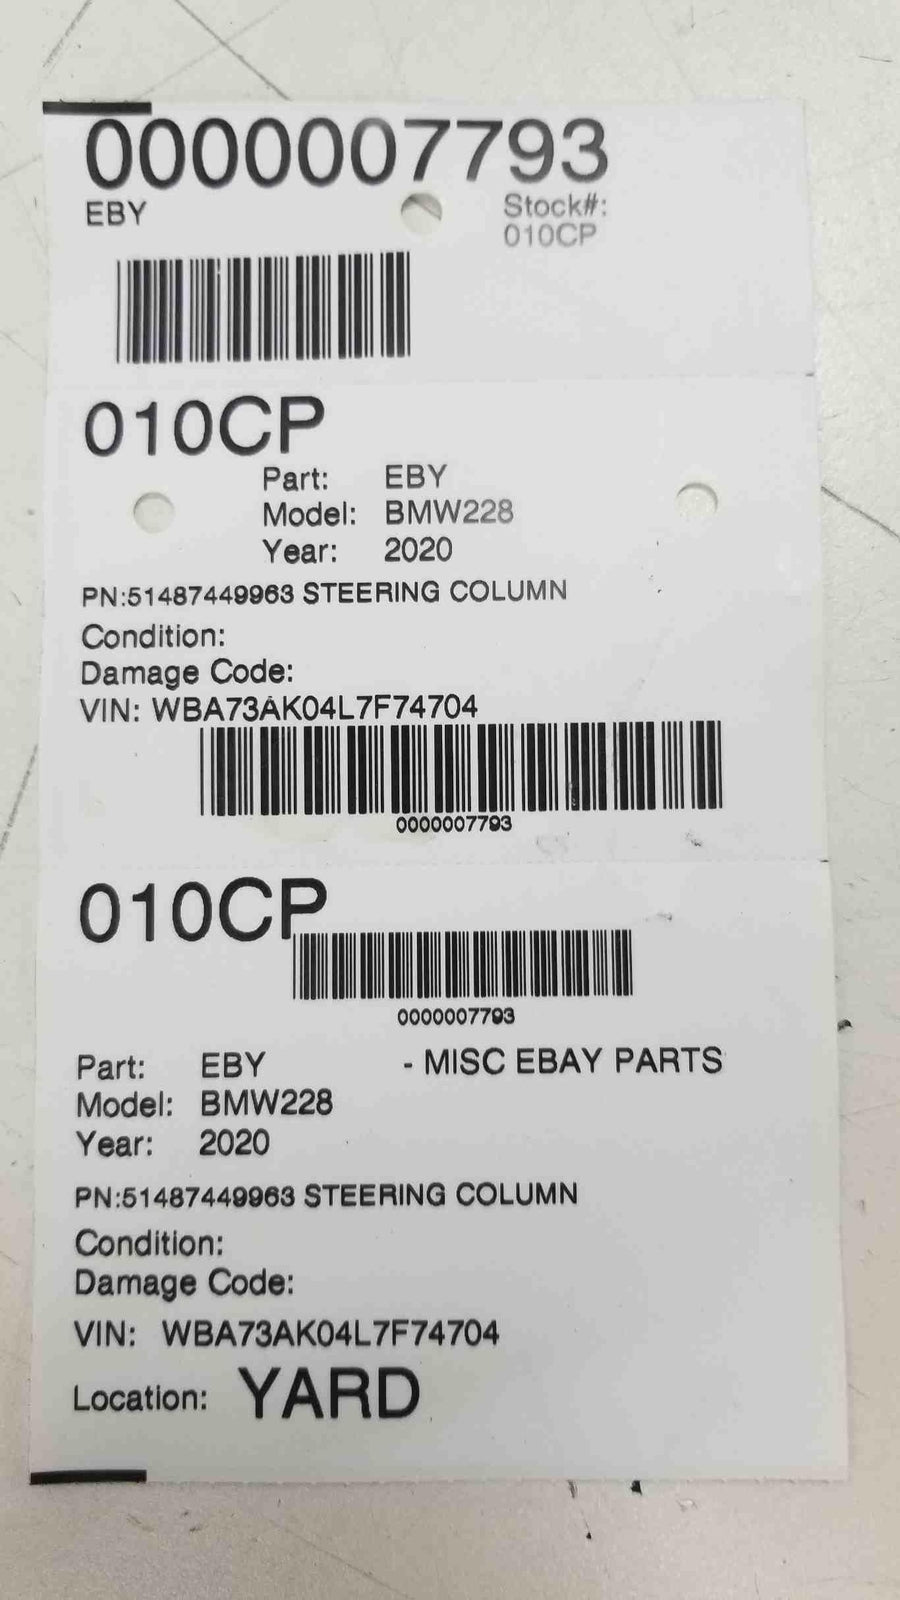 0000007793
EBY
Stock#:
010CP
010CP
Part: EBY
Model: BMW228
Year: 2020
PN:51487449963 STEERING COLUMN
Condition:
Damage Code:
VIN: WBA73AK04L7F74704
0000007793
010CP
0000007793
Part: EBY - MISC EBAY PARTS
Model: BMW228
Year: 2020
PN:51487449963 STEERING COLUMN
Condition:
Damage Code:
VIN: WBA73AK04L7F74704
Location: YARD